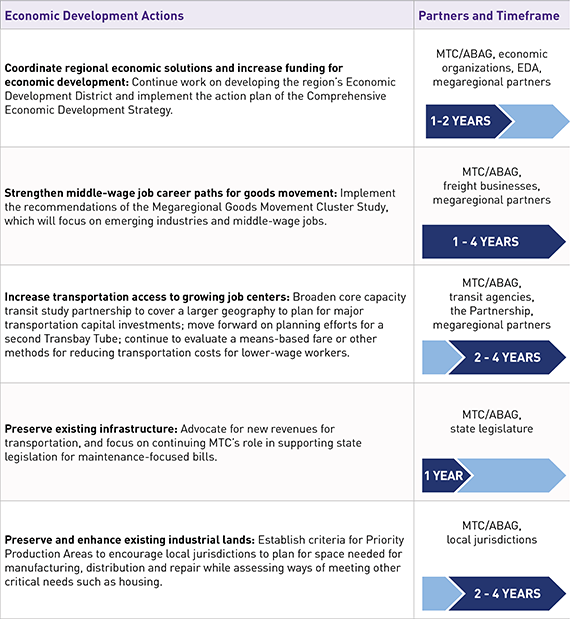 Economic Development Actions
Partners and Timeframe
Coordinate regional economic solutions and increase funding for
economic development: Continue work on developing the region's Economic
Development District and implement the action plan of the Comprehensive
Economic Development Strategy.
MTC/ABAG, economic
organizations, EDA,
megaregional partners
1-2 YEARS
Strengthen middle-wage job career paths for goods movement: Implement
the recommendations of the Megaregional Goods Movement Cluster Study,
which will focus on emerging industries and middle-wage jobs.
MTC/ABAG,
freight businesses,
megaregional partners
1 - 4 YEARS
Increase transportation access to growing job centers: Broaden core capacity
transit study partnership to cover a larger geography to plan for major
transportation capital investments; move forward on planning efforts for a
second Transbay Tube; continue to evaluate a means-based fare or other
methods for reducing transportation costs for lower-wage workers.
MTC/ABAG,
transit agencies,
the Partnership,
megaregional partners
2 - 4 YEARS
Preserve existing infrastructure: Advocate for new revenues for
transportation, and focus on continuing MTC's role in supporting state
legislation for maintenance-focused bills.
MTC/ABAG,
state legislature
1 YEAR
Preserve and enhance existing industrial lands: Establish criteria for Priority
Production Areas to encourage local jurisdictions to plan for space needed for
manufacturing, distribution and repair while assessing ways of meeting other
critical needs such as housing.
MTC/ABAG,
local jurisdictions
2 - 4 YEARS